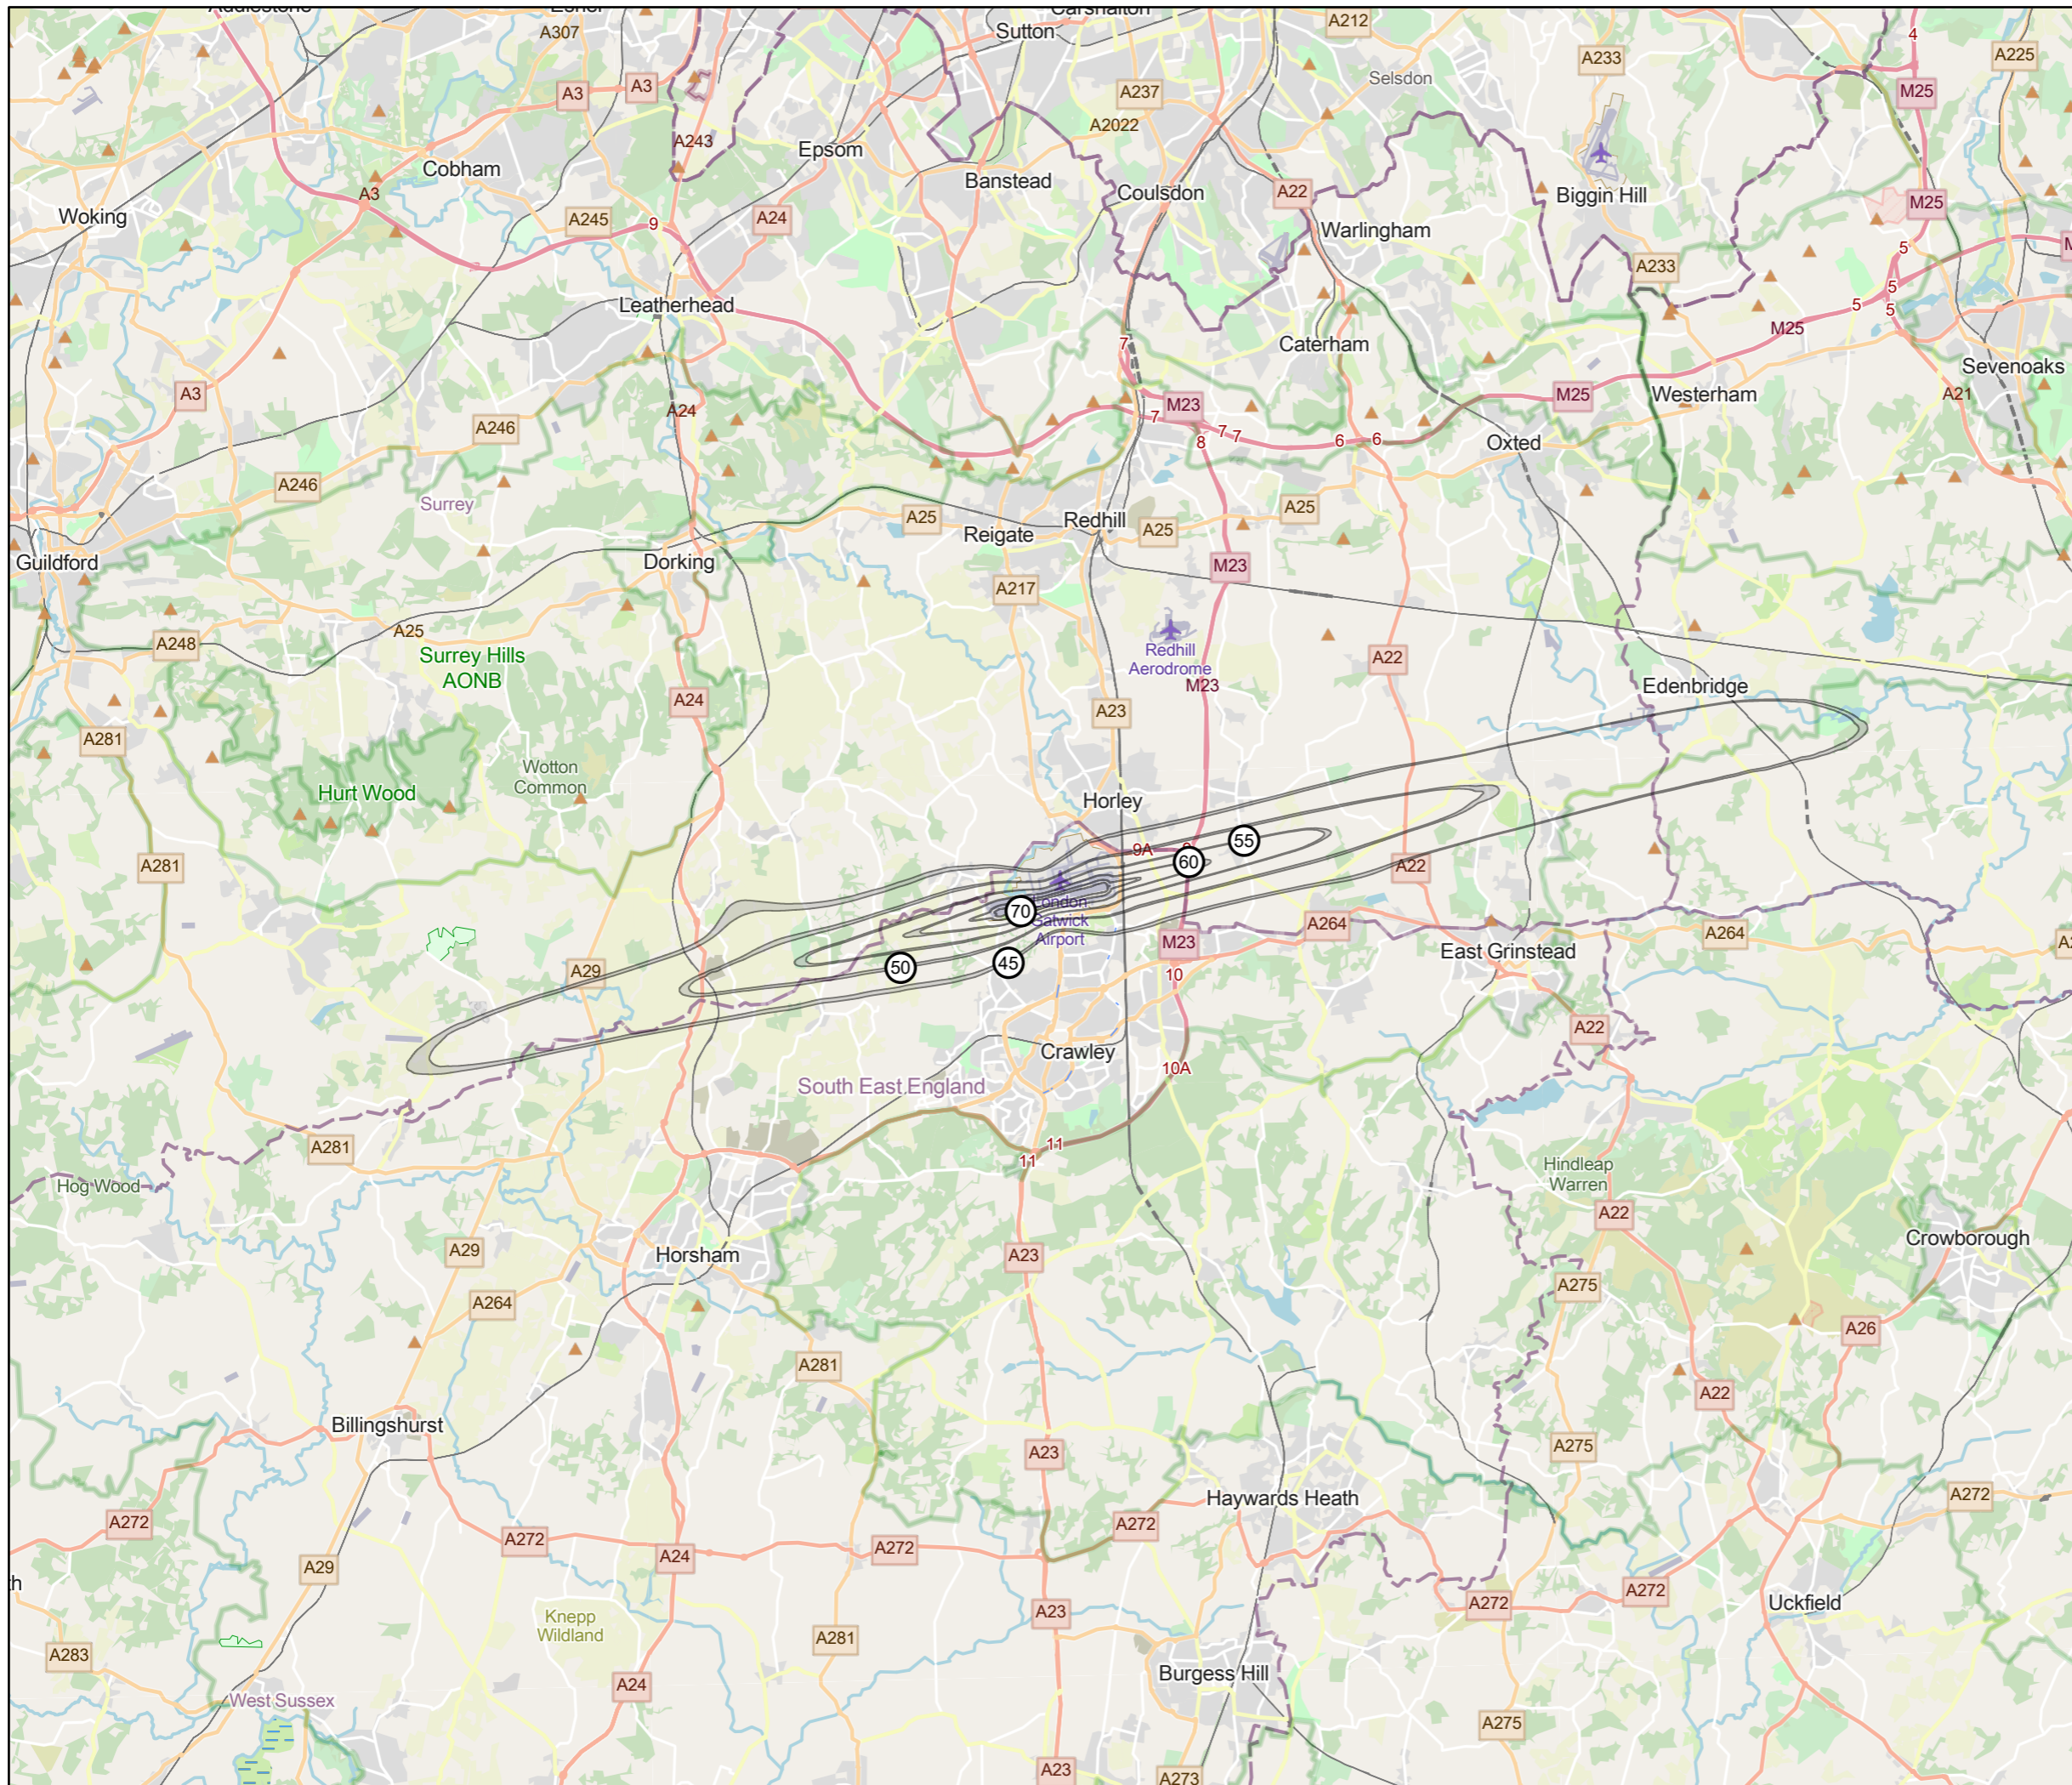 Sutton
A212
A307
A233
4
A225
Selsdon
A3
A3
A237
M25
A2022
A243
Epsom
Cobham
Banstead
Coulsdon
A22
Biggin Hill
A3
M25
Woking
A245
9
A24
Warlingham
5
A233
5
Leatherhead
5
5
M25
7
Caterham
Sevenoaks
A3
A24
M23
7
M25
Westerham
A21
A246
8
7
7
6
6
Oxted
A246
Surrey
A25
Redhill
A25
A25
Reigate
Guildford
Dorking
M23
A217
A25
A248
Surrey Hills
AONB
Redhill
Aerodrome
A22
M23
Edenbridge
A24
A23
A281
Wotton
Common
Hurt Wood
Horley
55
9A
60
A281
A22
70
London
Gatwick
Airport
A264
A264
M23
East Grinstead
50
45
A29
10
A22
Crawley
10A
South East England
A281
11
11
Hog Wood
Hindleap
Warren
A22
A29
Horsham
A23
Crowborough
A275
A264
A26
A281
A22
Billingshurst
A23
A275
Haywards Heath
A272
A272
A272
A272
A24
A272
A29
th
A272
A272
Uckfield
A23
Knepp
Wildland
A281
A283
Burgess Hill
A24
West Sussex
A275
A23
A273